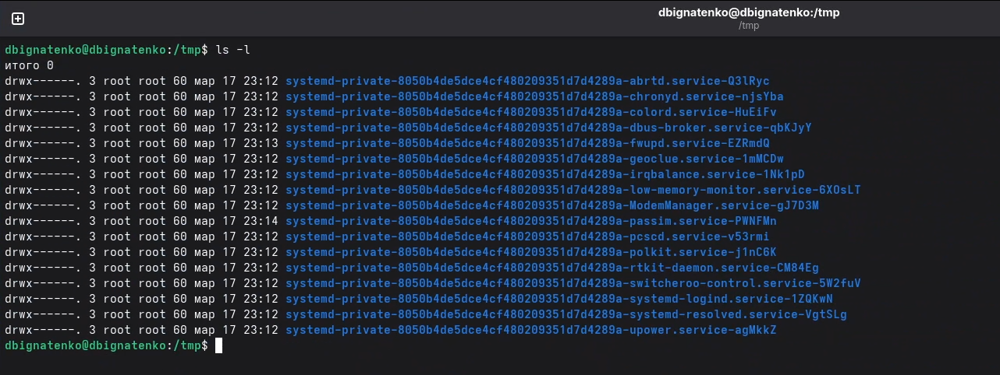 dbignatenko@dbignatenko:/tmp
/tmp
dbignatenko@dbignatenko:/tmp$ ls -l
итого 0
drwx------. 3 root root 60 мар 17 23:12 systemd-private-8050b4de5dce4cf480209351d7d4289a-abrtd.service-Q3lRyc
drwx------. 3 root root 60 мар 17 23:12 systemd-private-8050b4de5dce4cf480209351d7d4289a-chronyd.service-njsYba
drwx------. 3 root root 60 мар 17 23:12 systemd-private-8050b4de5dce4cf480209351d7d4289a-colord.service-HuEiFv
drwx------. 3 root root 60 мар 17 23:12 systemd-private-8050b4de5dce4cf480209351d7d4289a-dbus-broker.service-qbKJyY
drwx------. 3 root root 60 мар 17 23:13 systemd-private-8050b4de5dce4cf480209351d7d4289a-fwupd.service-EZRmdQ
drwx------. 3 root root 60 мар 17 23:12 systemd-private-8050b4de5dce4cf480209351d7d4289a-geoclue.service-1mMCDw
drwx------. 3 root root 60 мар 17 23:12 systemd-private-8050b4de5dce4cf480209351d7d4289a-irqbalance.service-1Nk1pD
drwx------. 3 root root 60 мар 17 23:12 systemd-private-8050b4de5dce4cf480209351d7d4289a-low-memory-monitor.service-6XOsLT
drwx------. 3 root root 60 мар 17 23:12 systemd-private-8050b4de5dce4cf480209351d7d4289a-ModemManager.service-gJ7D3M
drwx------. 3 root root 60 мар 17 23:14 systemd-private-8050b4de5dce4cf480209351d7d4289a-passim.service-PWNFMn
drwx------. 3 root root 60 мар 17 23:12 systemd-private-8050b4de5dce4cf480209351d7d4289a-pcscd.service-v53rmi
drwx------. 3 root root 60 мар 17 23:12 systemd-private-8050b4de5dce4cf480209351d7d4289a-polkit.service-j1nC6K
drwx------. 3 root root 60 мар 17 23:12 systemd-private-8050b4de5dce4cf480209351d7d4289a-rtkit-daemon.service-CM84Eg
drwx------. 3 root root 60 мар 17 23:12 systemd-private-8050b4de5dce4cf480209351d7d4289a-switcheroo-control.service-5W2fuV
drwx------. 3 root root 60 мар 17 23:12 systemd-private-8050b4de5dce4cf480209351d7d4289a-systemd-logind.service-1ZQKwN
drwx------. 3 root root 60 мар 17 23:12 systemd-private-8050b4de5dce4cf480209351d7d4289a-systemd-resolved.service-VgtSLg
drwx------. 3 root root 60 мар 17 23:12 systemd-private-8050b4de5dce4cf480209351d7d4289a-upower.service-agMkkZ
dbignatenko@dbignatenko:/tmp$